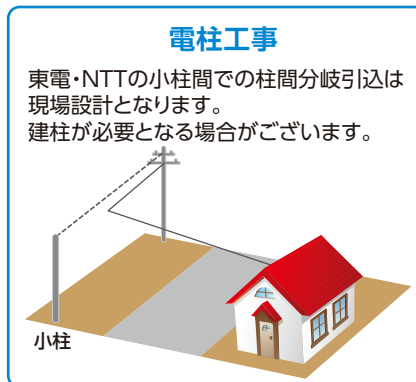 電柱工事
東電・NTTの小柱間での柱間分岐引込は
現場設計となります。
建柱が必要となる場合がございます。
小柱